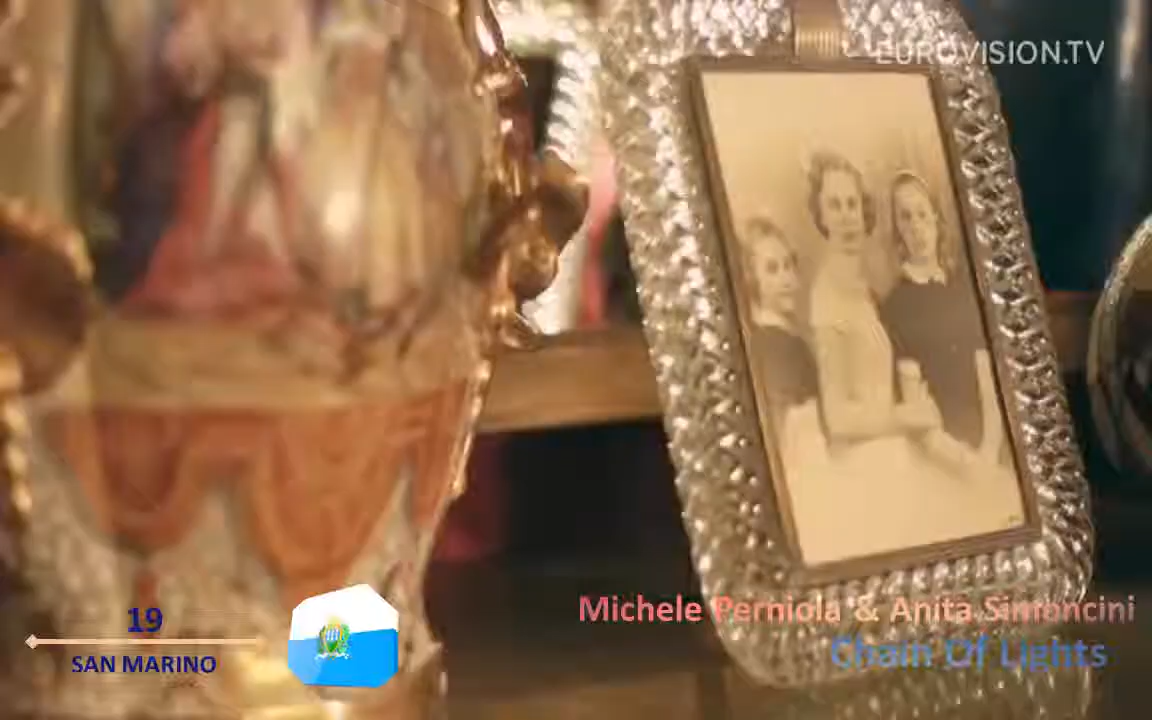 EUROVISION.TV
19
SAN MARINO
Michele Perniola & Anita Simoncini
Chain Of Lights